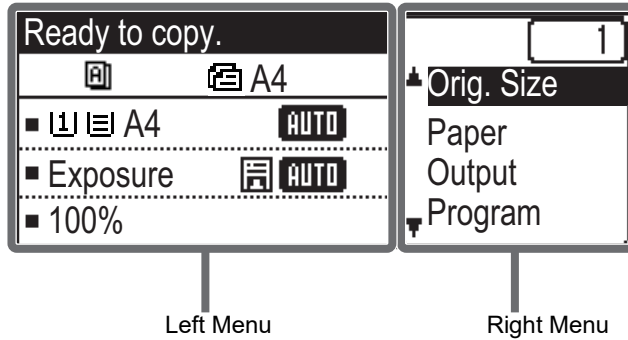 Ready to copy.
A A4
1 A4 AUTO
Exposure AUTO
100%
1
Orig. Size
Paper
Output
Program
Left Menu
Right Menu